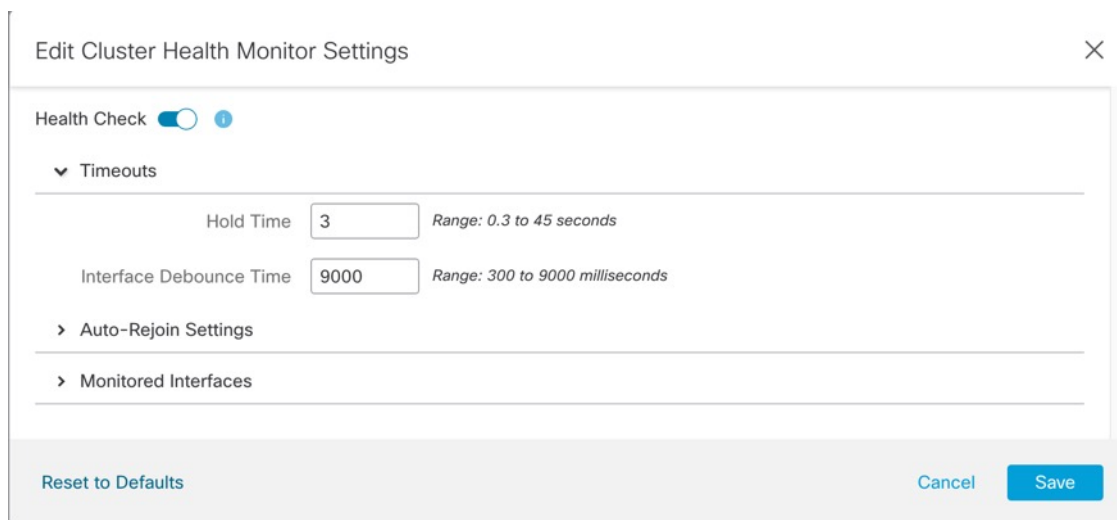 Edit Cluster Health Monitor Settings
Health Check
Timeouts
Hold Time 3 Range: 0.3 to 45 seconds
Interface Debounce Time 9000 Range: 300 to 9000 milliseconds
Auto-Rejoin Settings
Monitored Interfaces
Reset to Defaults Cancel Save